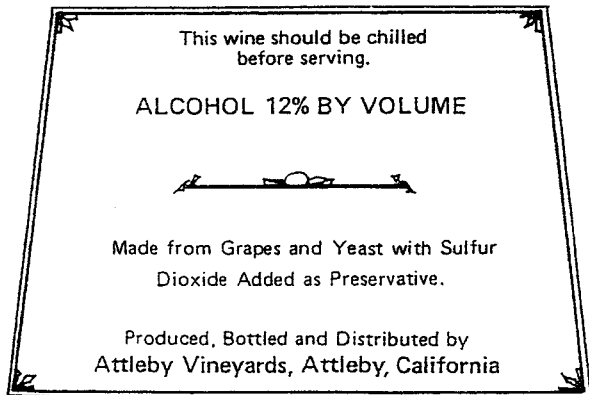 This wine should be chilled
before serving.
ALCOHOL 12% BY VOLUME
Made from Grapes and Yeast with Sulfur
Dioxide Added as Preservative.
Produced, Bottled and Distributed by
Attleby Vineyards, Attleby, California